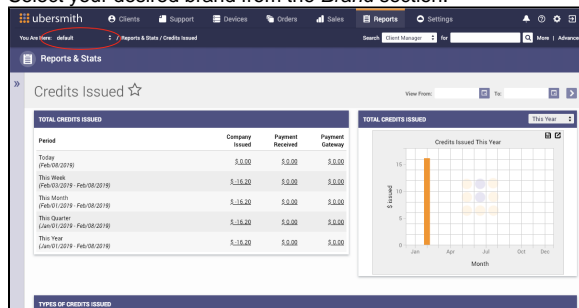 Select your desired brand from the Brand section.
ubersmith Clients Support Devices Orders Sales Reports Settings
You Are Here: default / Reports & Stats / Credits Issued Search Client Manager for More | Advance
Reports & Stats
Credits Issued View From: To:
TOTAL CREDITS ISSUED
Period Company Issued Payment Received Payment Gateway
Today
(Feb/08/2019) $ 0.00 $ 0.00 $ 0.00
This Week
(Feb/03/2019 - Feb/08/2019) $ -16.20 $ 0.00 $ 0.00
This Month
(Feb/01/2019 - Feb/08/2019) $ -16.20 $ 0.00 $ 0.00
This Quarter
(Jan/01/2019 - Feb/08/2019) $ -16.20 $ 0.00 $ 0.00
This Year
(Jan/01/2019 - Feb/08/2019) $ -16.20 $ 0.00 $ 0.00
TOTAL CREDITS ISSUED This Year
Credits Issued This Year
$ issued
15
10
5
0
Jan Apr Jul Oct Dec
Month
TYPES OF CREDITS ISSUED